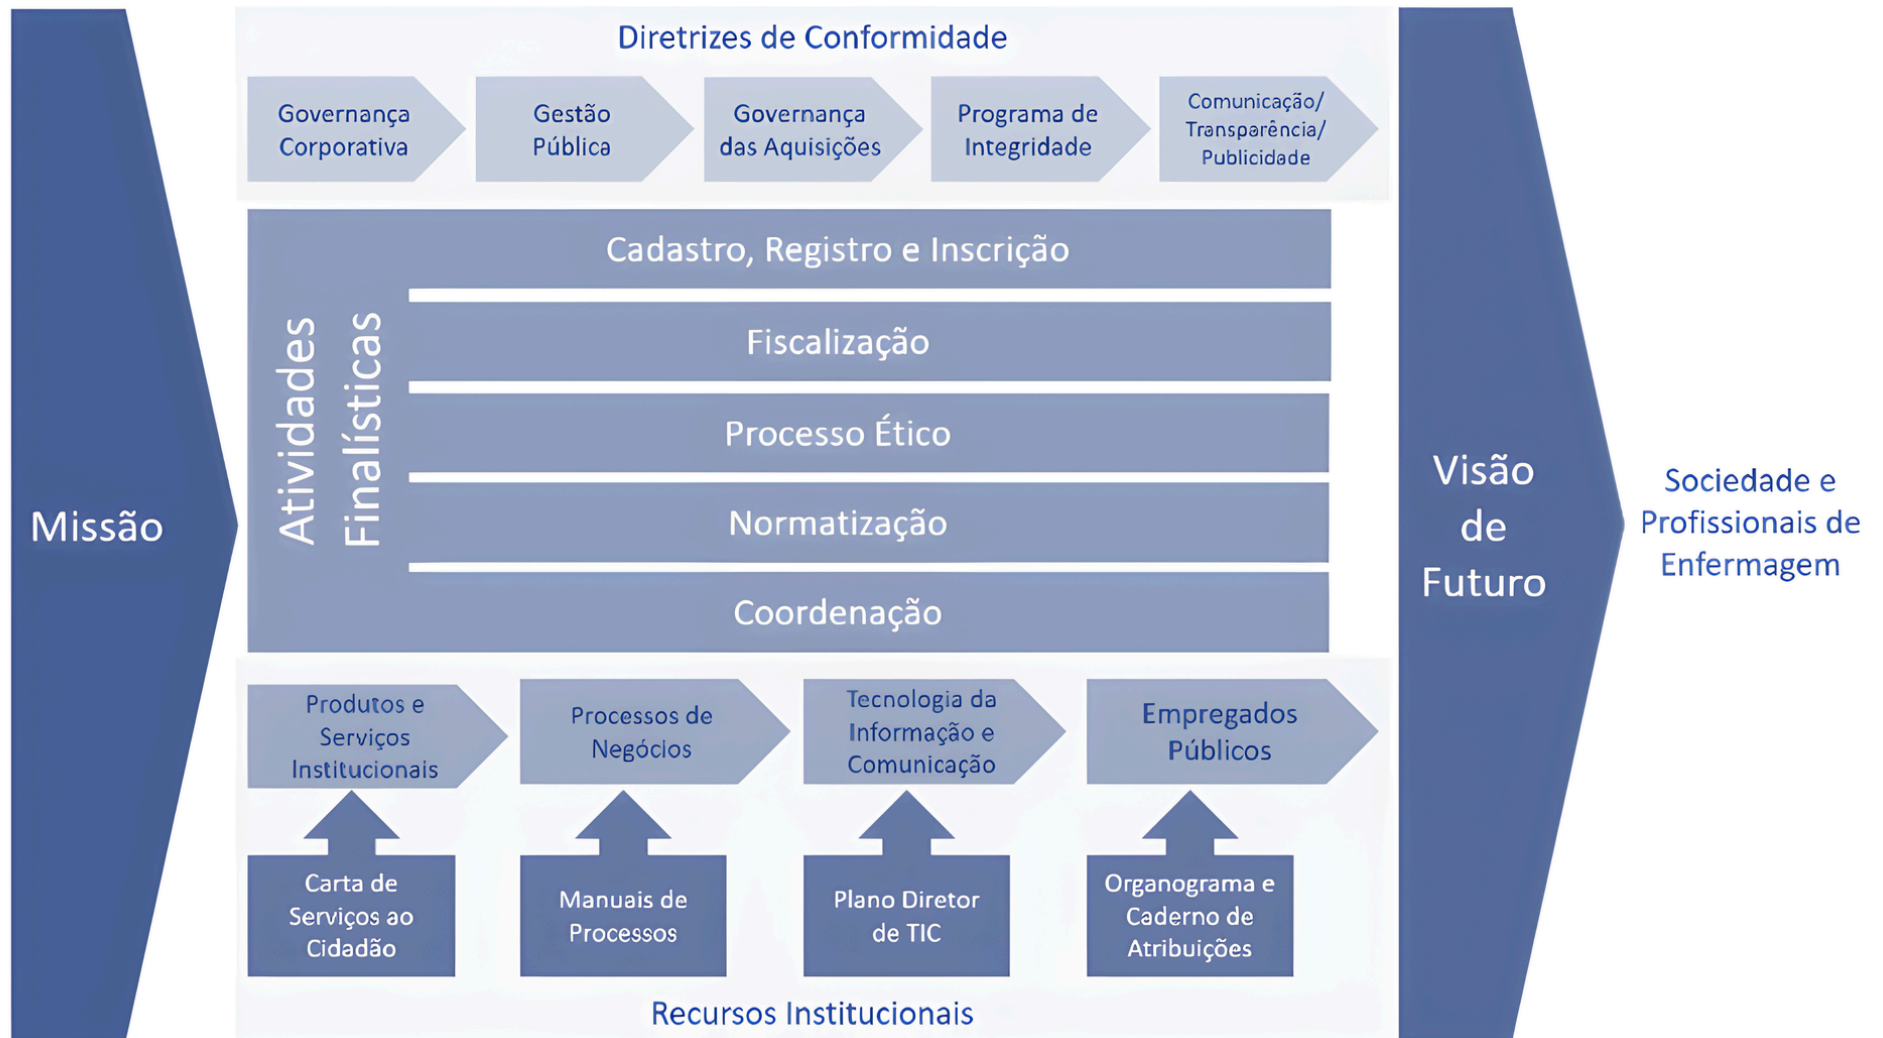 Diretrizes de Conformidade
Governança
Corporativa
Gestão
Pública
Governança
das Aquisições
Programa de
Integridade
Comunicação/
Transparência/
Publicidade
Missão
Atividades
Finalísticas
Cadastro, Registro e Inscrição
Fiscalização
Processo Ético
Normatização
Coordenação
Visão
de
Futuro
Sociedade e
Profissionais de
Enfermagem
Produtos e
Serviços
Institucionais
Processos de
Negócios
Tecnologia da
Informação e
Comunicação
Empregados
Públicos
Carta de
Serviços ao
Cidadão
Manuais de
Processos
Plano Diretor
de TIC
Organograma e
Caderno de
Atribuições
Recursos Institucionais